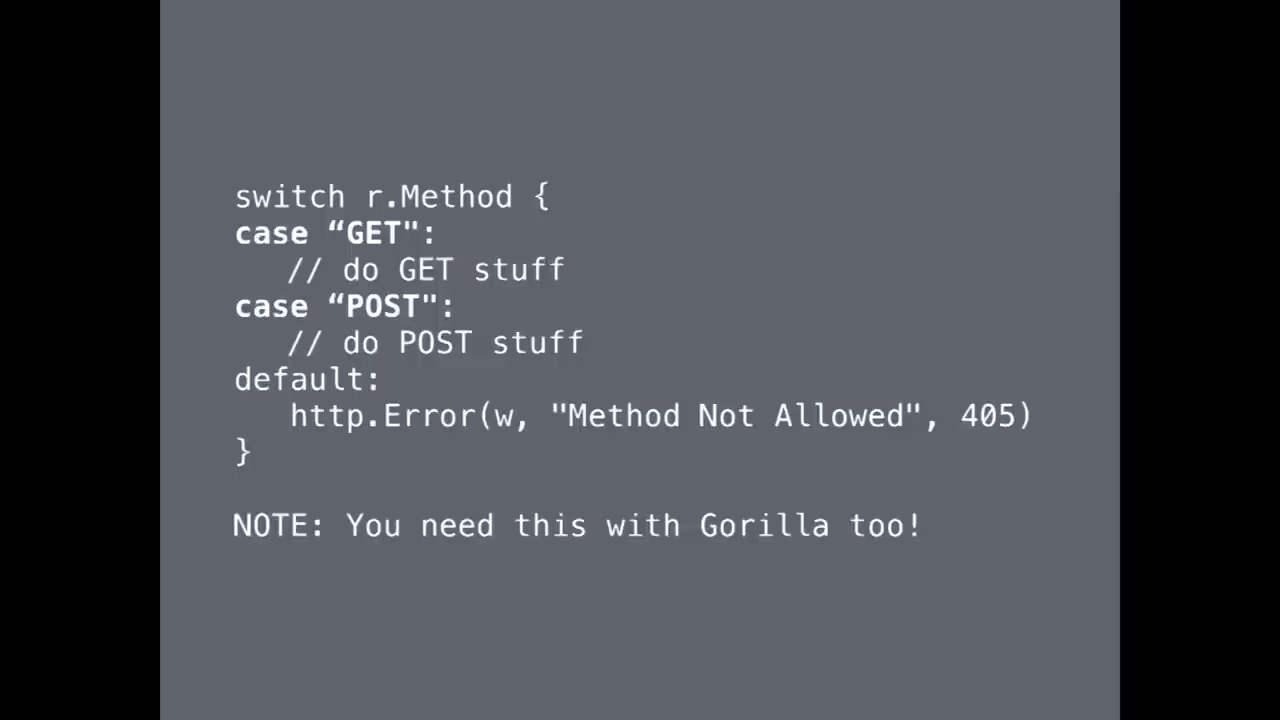 switch r.Method {
case “GET":
   // do GET stuff
case “POST":
   // do POST stuff
default:
   http.Error(w, "Method Not Allowed", 405)
}
NOTE: You need this with Gorilla too!